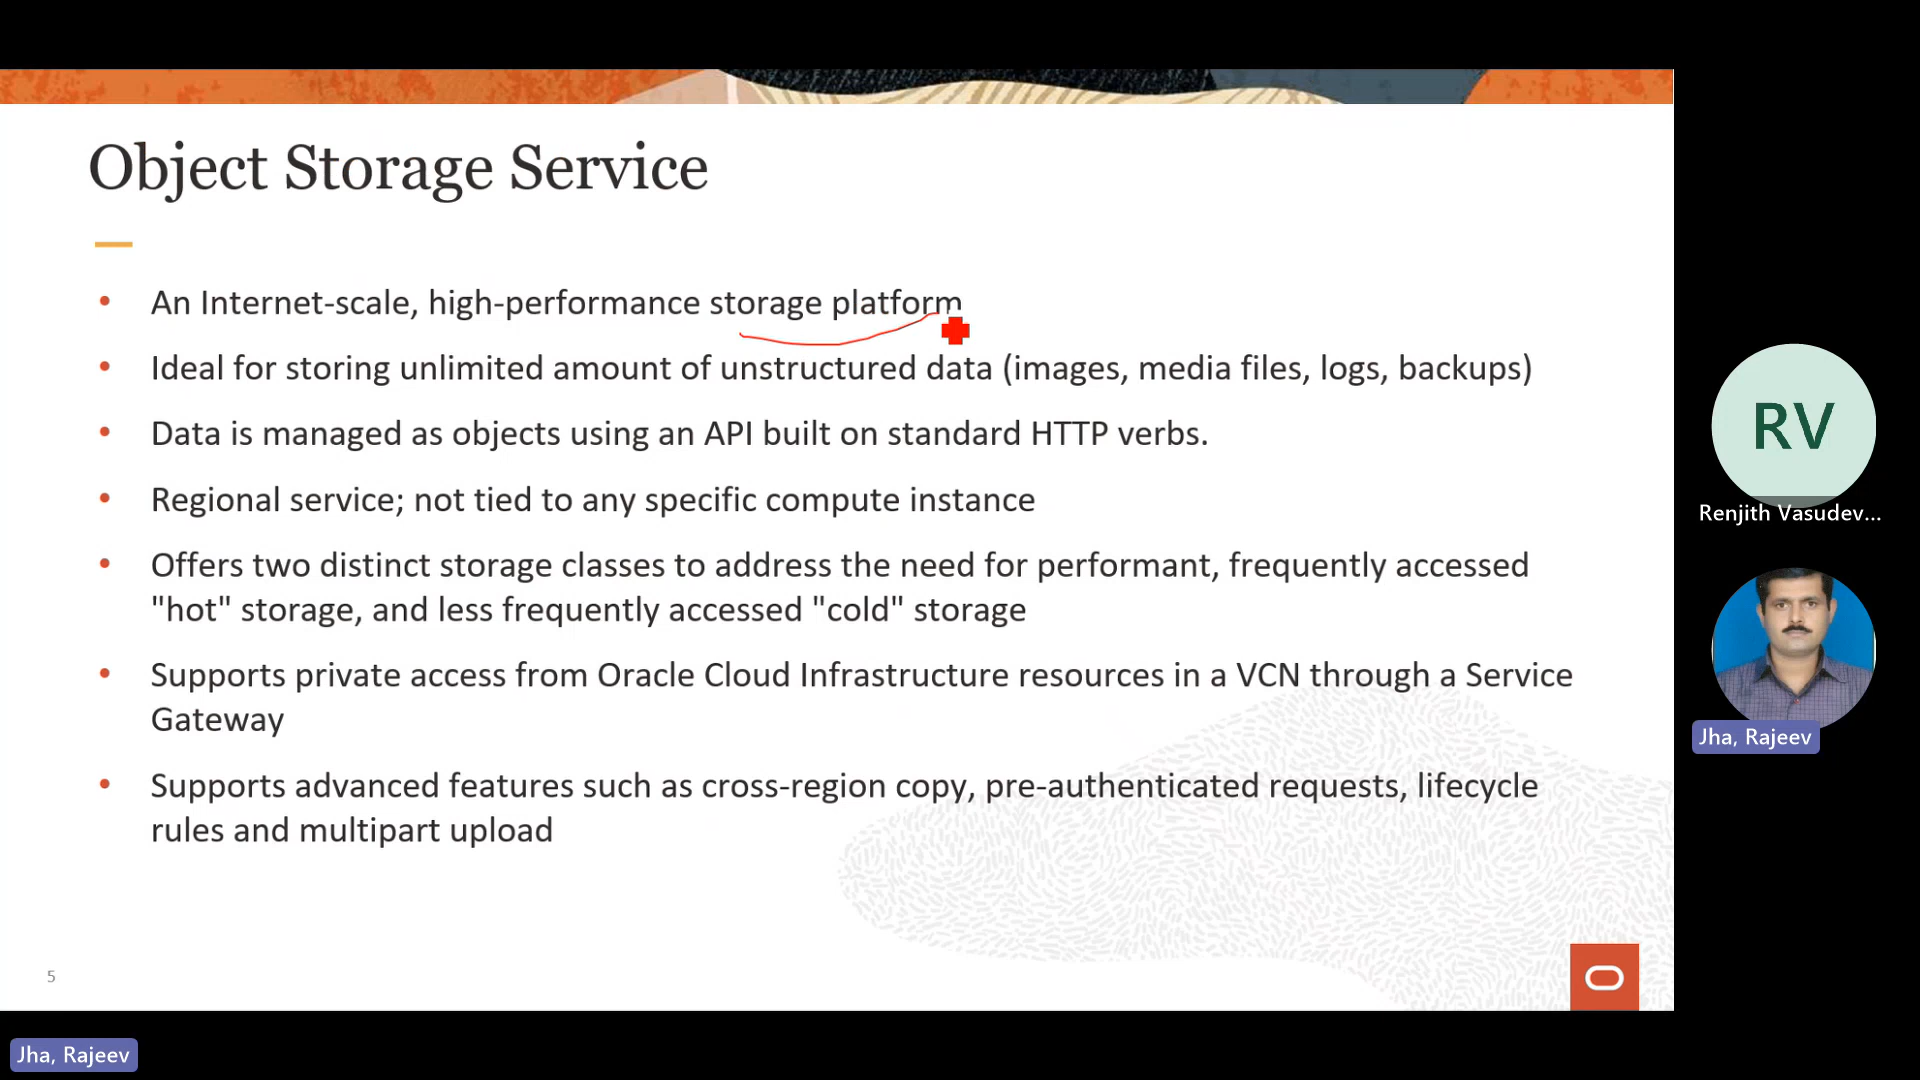 Object Storage Service
• An Internet-scale, high-performance storage platform
• Ideal for storing unlimited amount of unstructured data (images, media files, logs, backups)
• Data is managed as objects using an API built on standard HTTP verbs.
• Regional service; not tied to any specific compute instance
• Offers two distinct storage classes to address the need for performant, frequently accessed
"hot" storage, and less frequently accessed "cold" storage
• Supports private access from Oracle Cloud Infrastructure resources in a VCN through a Service
Gateway
• Supports advanced features such as cross-region copy, pre-authenticated requests, lifecycle
rules and multipart upload
5
RV
Renjith Vasudev...
Jha, Rajeev
Jha, Rajeev